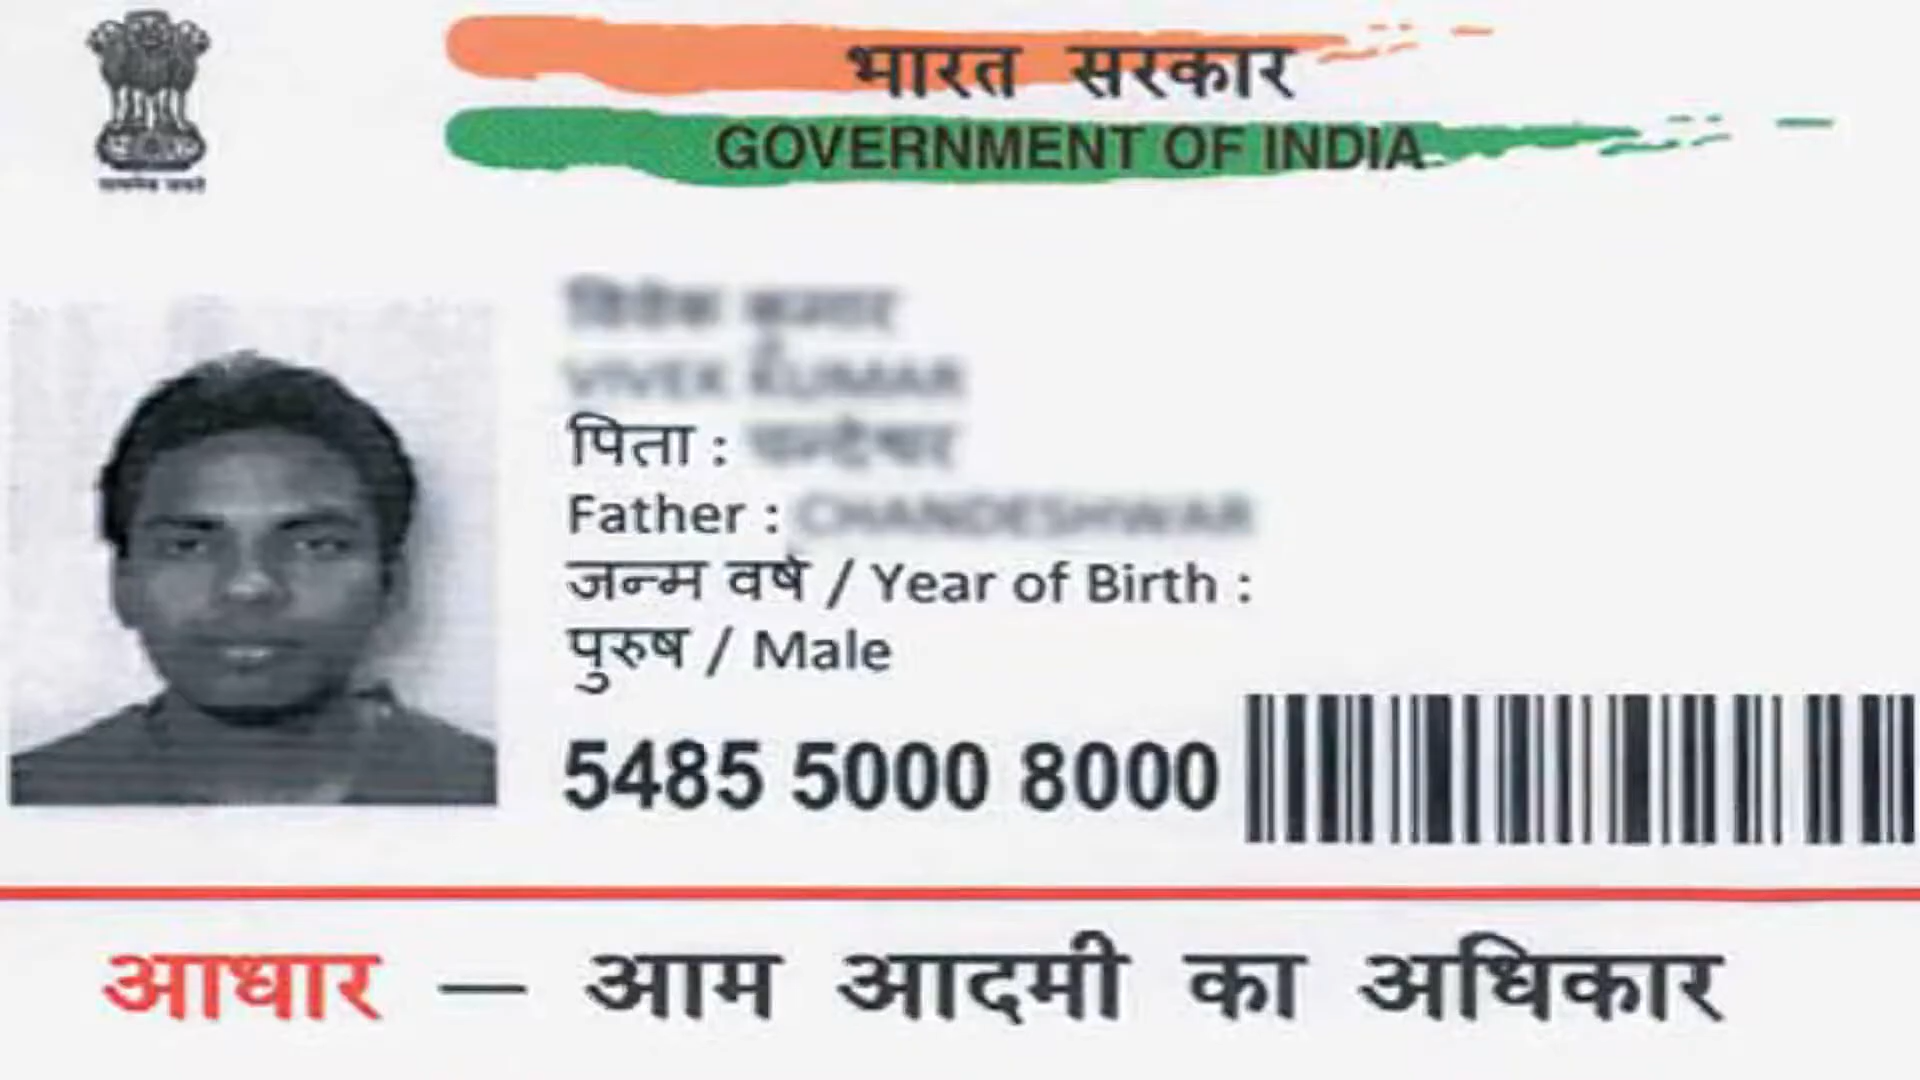 भारत सरकार
GOVERNMENT OF INDIA
पिता :
Father :
जन्म वर्ष / Year of Birth :
पुरुष / Male
5485 5000 8000
आधार — आम आदमी का अधिकार